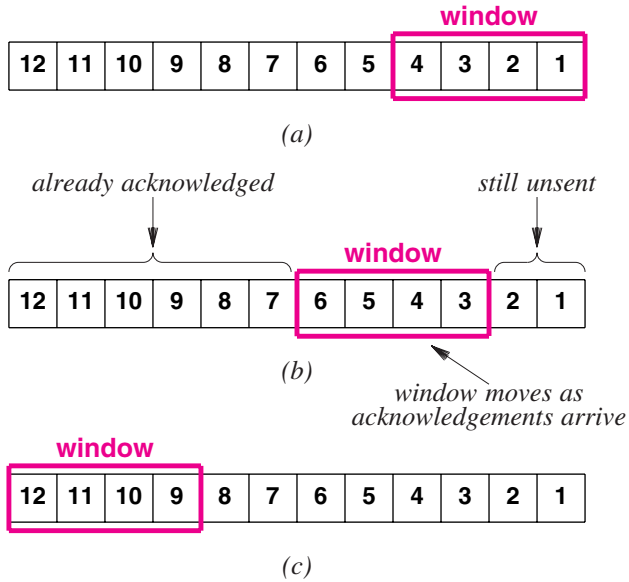 window
12 11 10 9 8 7 6 5 4 3 2 1
(a)
already acknowledged
still unsent
window
12 11 10 9 8 7 6 5 4 3 2 1
(b)
window moves as
acknowledgements arrive
window
12 11 10 9 8 7 6 5 4 3 2 1
(c)